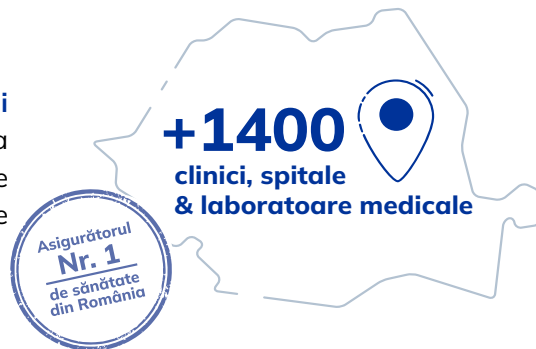 i
a
e
e
+1400
clinici, spitale
& laboratoare medicale
Asigurătorul
Nr. 1
de sănătate
din România